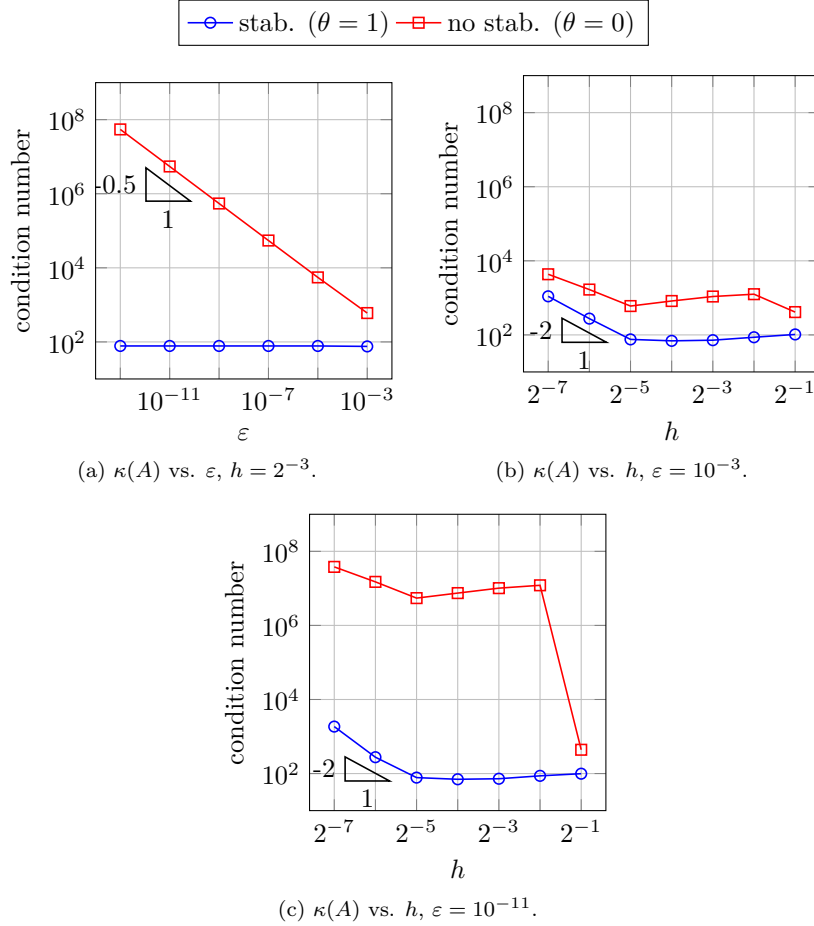 stab. (θ = 1) no stab. (θ = 0)
10^8
10^6
10^4
10^2
condition number
-0.5
1
10^−11 10^−7 10^−3
ε
(a) κ(A) vs. ε, h = 2^−3.
10^8
10^6
10^4
10^2
condition number
-2
1
2^−7 2^−5 2^−3 2^−1
h
(b) κ(A) vs. h, ε = 10^−3.
10^8
10^6
10^4
10^2
condition number
-2
1
2^−7 2^−5 2^−3 2^−1
h
(c) κ(A) vs. h, ε = 10^−11.